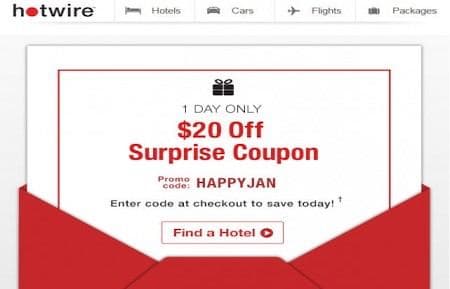 hotwire™ Hotels Cars Flights Packages
1 DAY ONLY
$20 Off
Surprise Coupon
Promo
code: HAPPYJAN
Enter code at checkout to save today! †
Find a Hotel